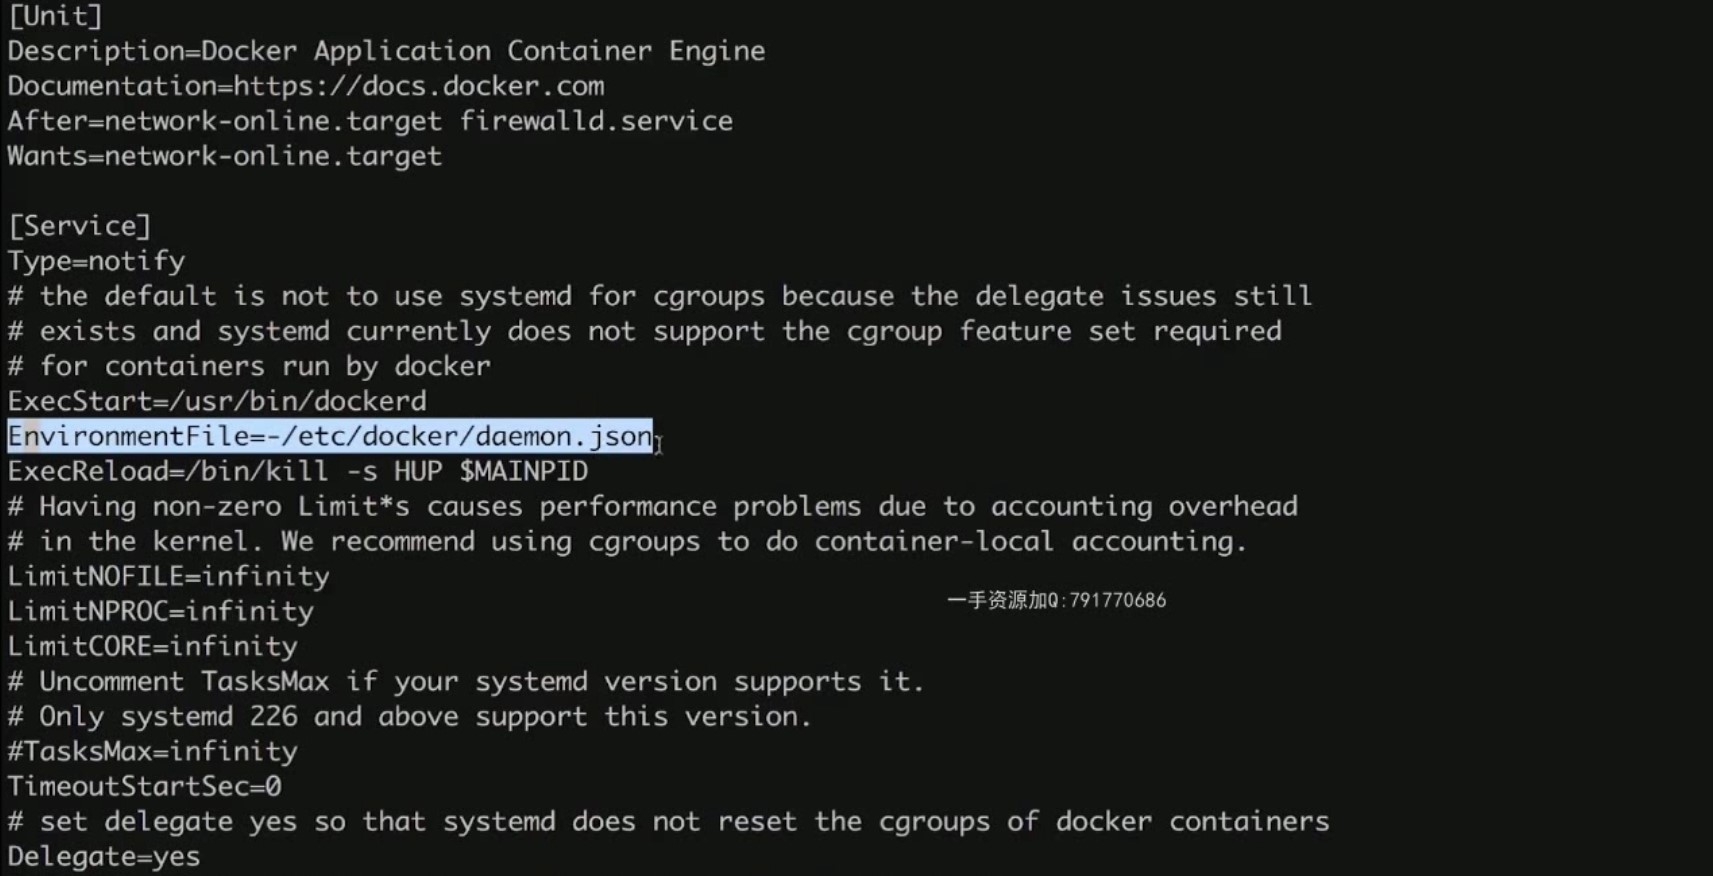 [Unit]
Description=Docker Application Container Engine
Documentation=https://docs.docker.com
After=network-online.target firewalld.service
Wants=network-online.target

[Service]
Type=notify
# the default is not to use systemd for cgroups because the delegate issues still
# exists and systemd currently does not support the cgroup feature set required
# for containers run by docker
ExecStart=/usr/bin/dockerd
EnvironmentFile=-/etc/docker/daemon.json
ExecReload=/bin/kill -s HUP $MAINPID
# Having non-zero Limit*s causes performance problems due to accounting overhead
# in the kernel. We recommend using cgroups to do container-local accounting.
LimitNOFILE=infinity
一手资源加Q:791770686
LimitNPROC=infinity
LimitCORE=infinity
# Uncomment TasksMax if your systemd version supports it.
# Only systemd 226 and above support this version.
#TasksMax=infinity
TimeoutStartSec=0
# set delegate yes so that systemd does not reset the cgroups of docker containers
Delegate=yes